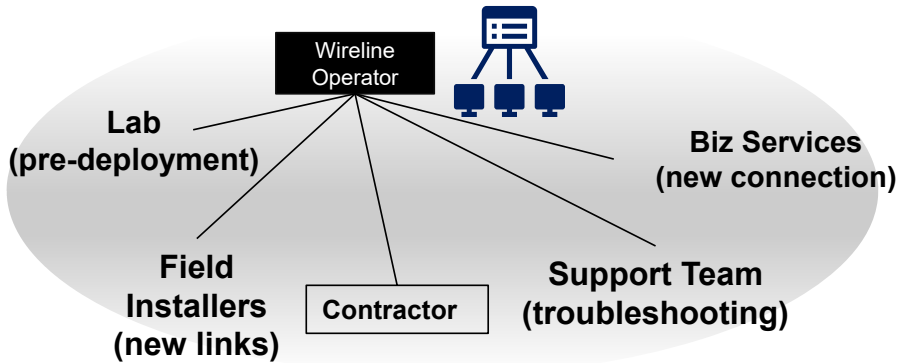 Wireline
Operator
Lab
(pre-deployment)
Biz Services
(new connection)
Field
Installers
(new links)
Contractor
Support Team
(troubleshooting)